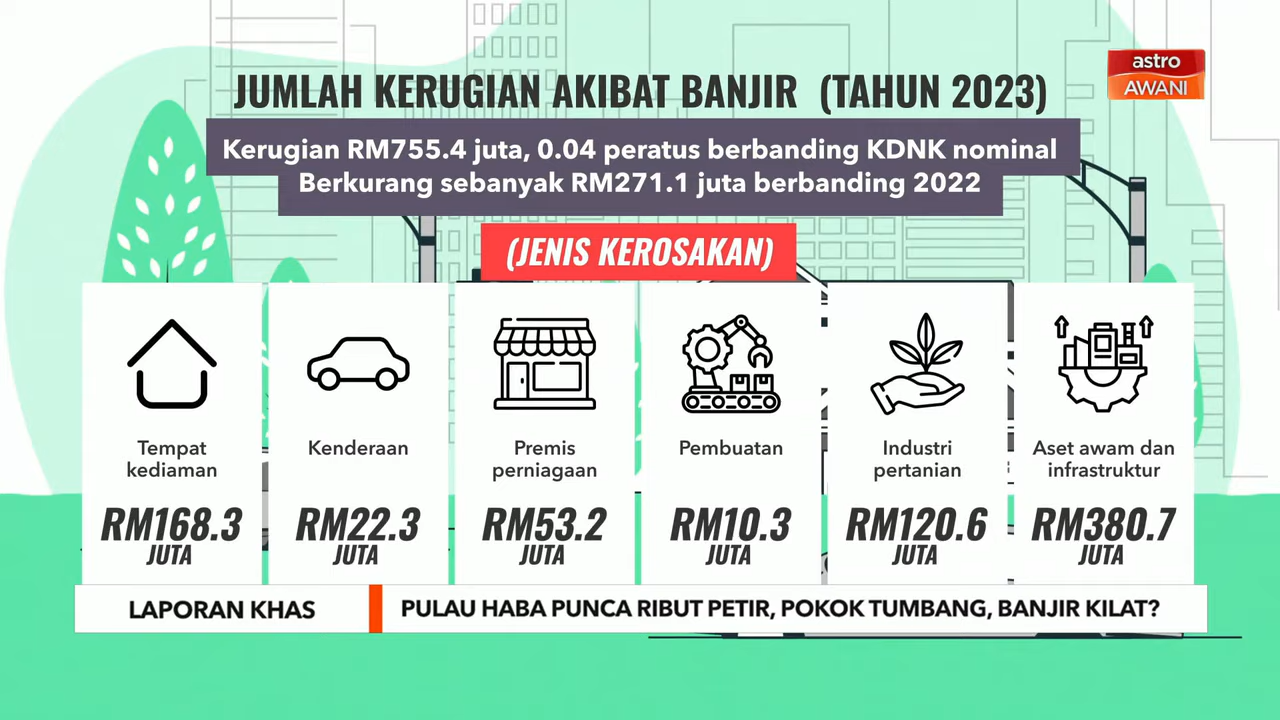 JUMLAH KERUGIAN AKIBAT BANJIR (TAHUN 2023)
astro
AWANI
Kerugian RM755.4 juta, 0.04 peratus berbanding KDNK nominal
Berkurang sebanyak RM271.1 juta berbanding 2022
(JENIS KEROSAKAN)
Tempat
kediaman
RM168.3
JUTA
Kenderaan
RM22.3
JUTA
Premis
perniagaan
RM53.2
JUTA
Pembuatan
RM10.3
JUTA
Industri
pertanian
RM120.6
JUTA
Aset awam dan
infrastruktur
RM380.7
JUTA
LAPORAN KHAS
PULAU HABA PUNCA RIBUT PETIR, POKOK TUMBANG, BANJIR KILAT?